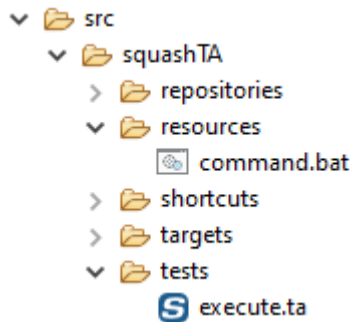 src
squashTA
repositories
resources
command.bat
shortcuts
targets
tests
execute.ta